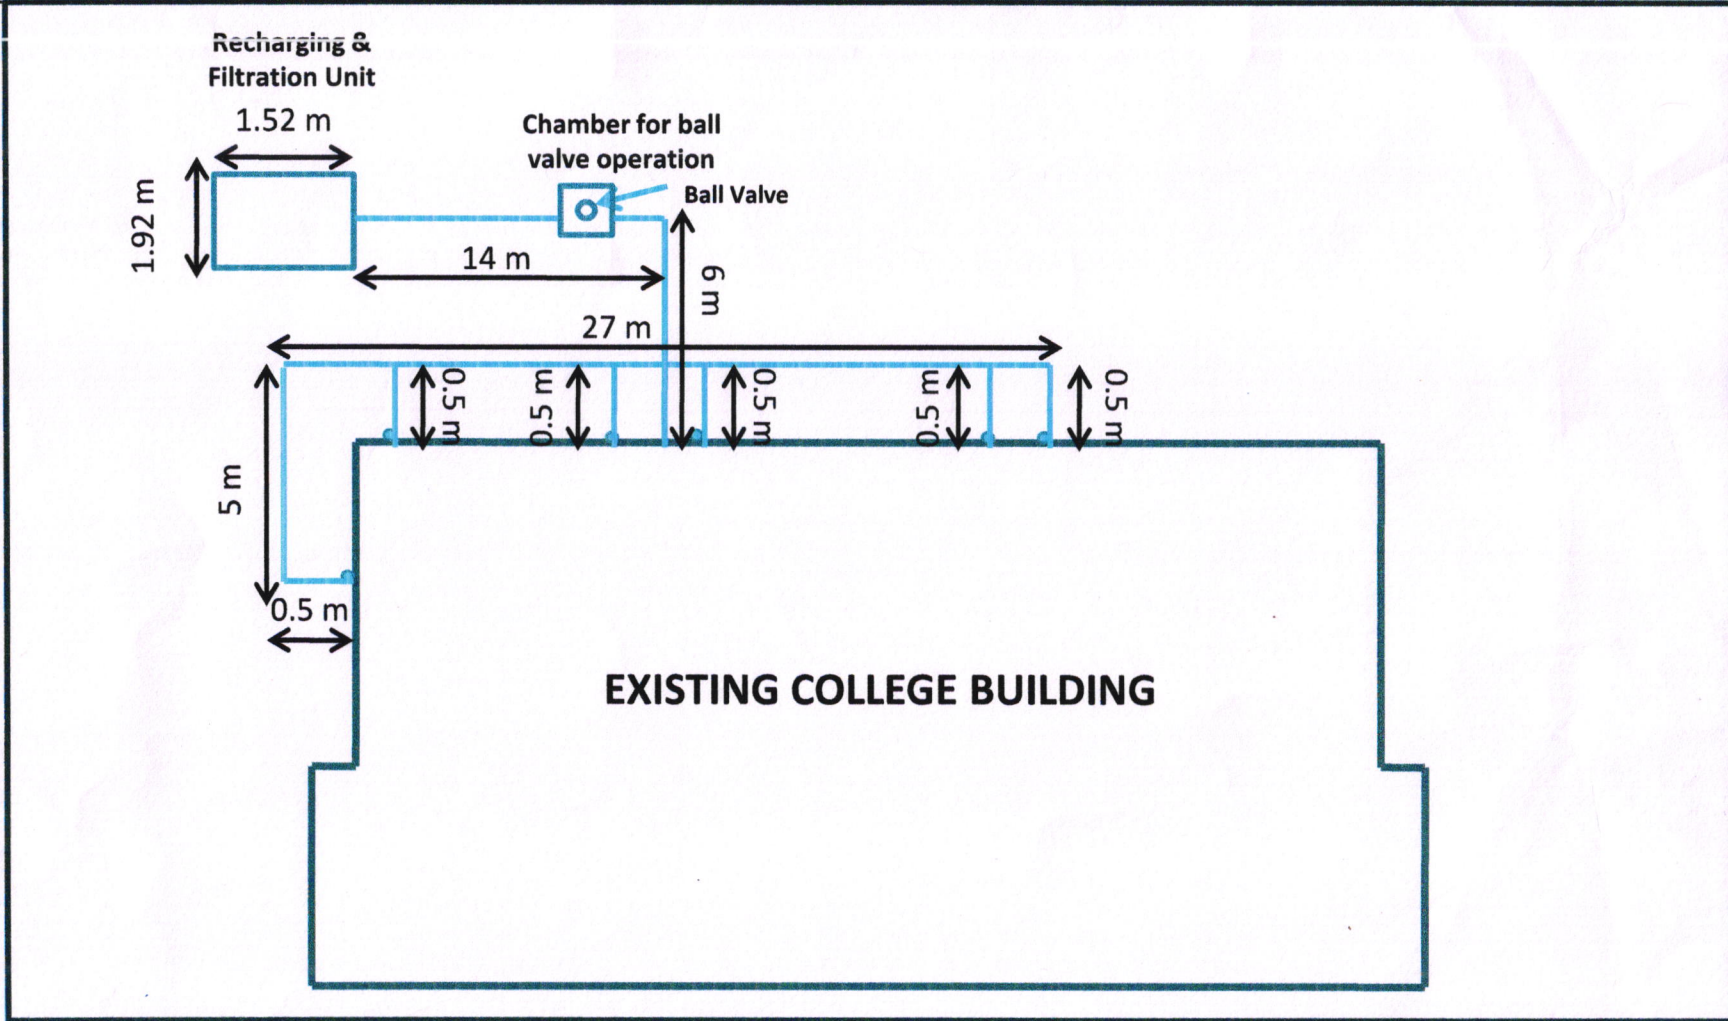 Recharging &
Filtration Unit
1.52 m
1.92 m
Chamber for ball
valve operation
Ball Valve
14 m
6 m
27 m
0.5 m
0.5 m
0.5 m
0.5 m
0.5 m
5 m
0.5 m
EXISTING COLLEGE BUILDING